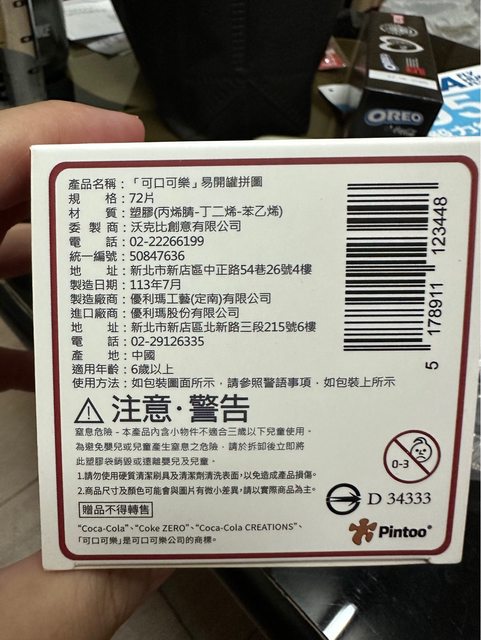 OREO
產品名稱：「可口可樂」易開罐拼圖
規　　格：72片
材　　質：塑膠(丙烯腈-丁二烯-苯乙烯)
委 製 商：沃克比創意有限公司
電　　話：02-22266199
統一編號：50847636
地　　址：新北市新店區中正路54巷26號4樓
製造日期：113年7月
製造廠商：優利瑪工藝(定南)有限公司
進口廠商：優利瑪股份有限公司
地　　址：新北市新店區北新路三段215號6樓
電　　話：02-29126335
產　　地：中國
適用年齡：6歲以上
使用方法：如包裝圖面所示，請參照警語事項，如包裝上所示
5 178911 123448
注意·警告
窒息危險－本產品內含小物件不適合三歲以下兒童使用。
為避免嬰兒或兒童產生窒息之危險，請於拆卸後立即將
此塑膠袋銷毀或遠離嬰兒及兒童。
1.請勿使用硬質清潔刷具及清潔劑清洗表面，以免造成產品損傷。
2.商品尺寸及顏色可能會與圖片有微小差異，請以實際商品為主。
0-3
D 34333
贈品不得轉售
"Coca-Cola"、"Coke ZERO"、"Coca-Cola CREATIONS"、
「可口可樂」是可口可樂公司的商標。
Pintoo®